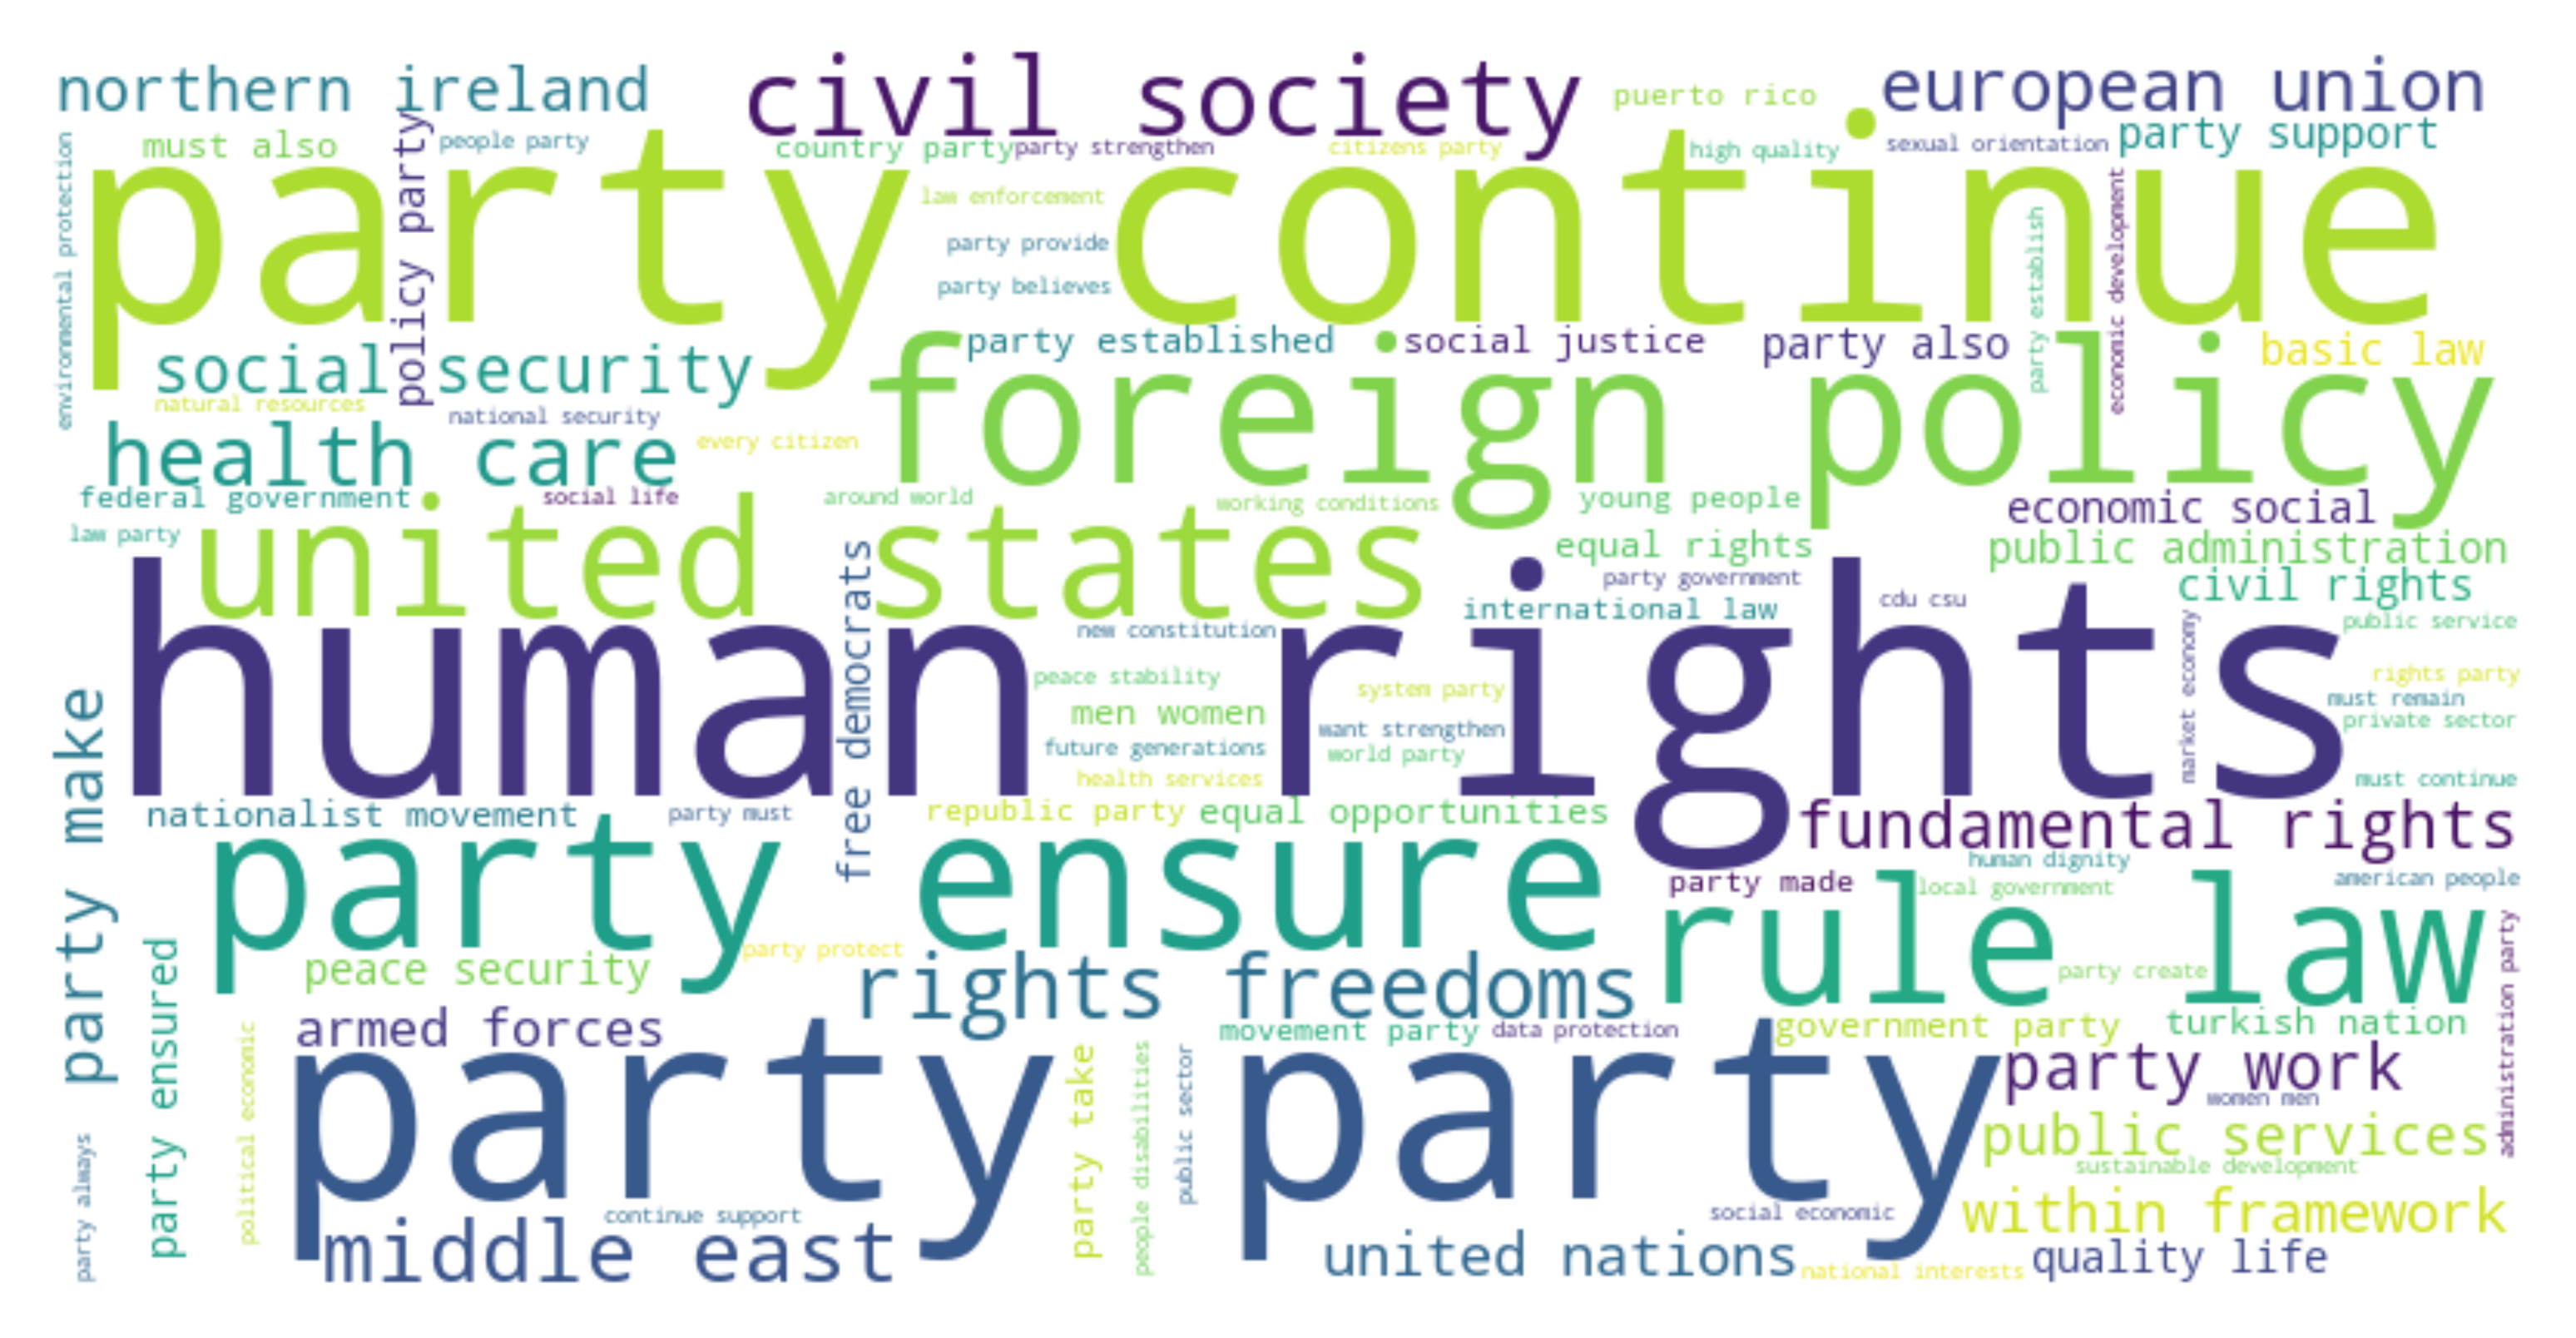 northern ireland
civil society
puerto rico
european union
must also
people party
country party
party strengthen
citizens party
high quality
sexual orientation
party support
environmental protection
policy party
party continue
law enforcement
party provide
party believes
party establish
economic development
social security
party established
social justice
party also
basic law
natural resources
national security
foreign policy
health care
every citizen
federal government
social life
around world
working conditions
young people
economic social
law party
united states
equal rights
public administration
free democrats
party government
civil rights
international law
cdu csu
public service
human rights
new constitution
market economy
peace stability
rights party
system party
must remain
men women
want strengthen
private sector
future generations
world party
health services
must continue
party make
nationalist movement
party must
republic party
equal opportunities
fundamental rights
party ensure
human dignity
party made
local government
american people
rule law
party protect
peace security
rights freedoms
party create
administration party
party ensured
armed forces
movement party
data protection
government party
turkish nation
political economic
party party
party take
people disabilities
public sector
party work
women men
public services
party always
sustainable development
continue support
social economic
within framework
middle east
united nations
national interests
quality life